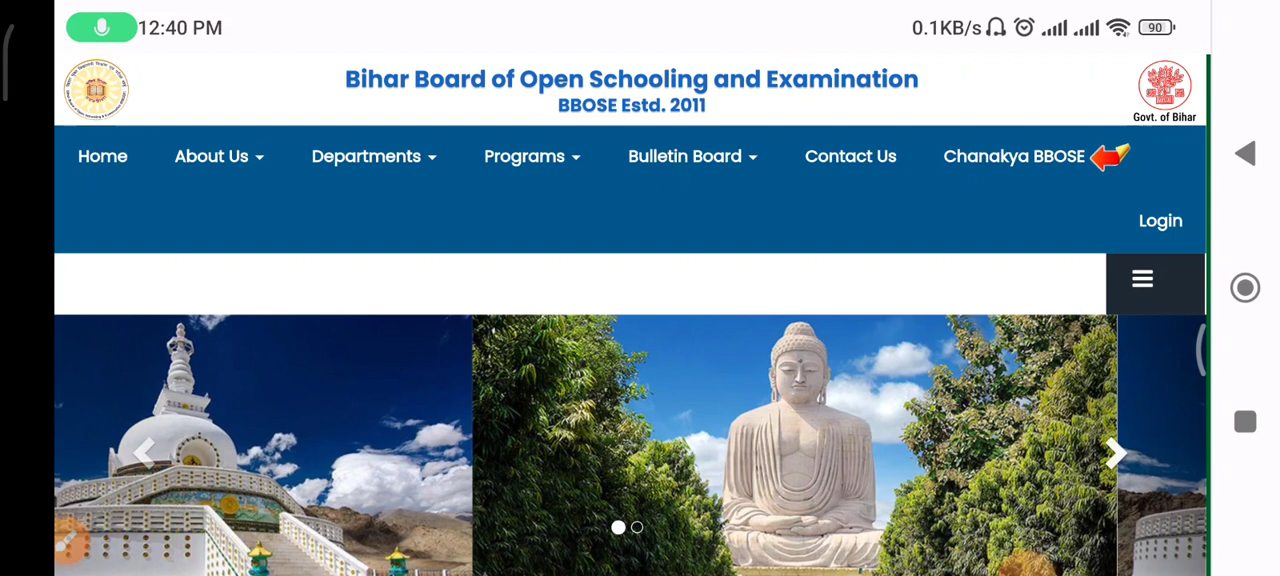 12:40 PM 0.1KB/s 90
Bihar Board of Open Schooling and Examination
BBOSE Estd. 2011
Govt. of Bihar
Home About Us Departments Programs Bulletin Board Contact Us Chanakya BBOSE
Login